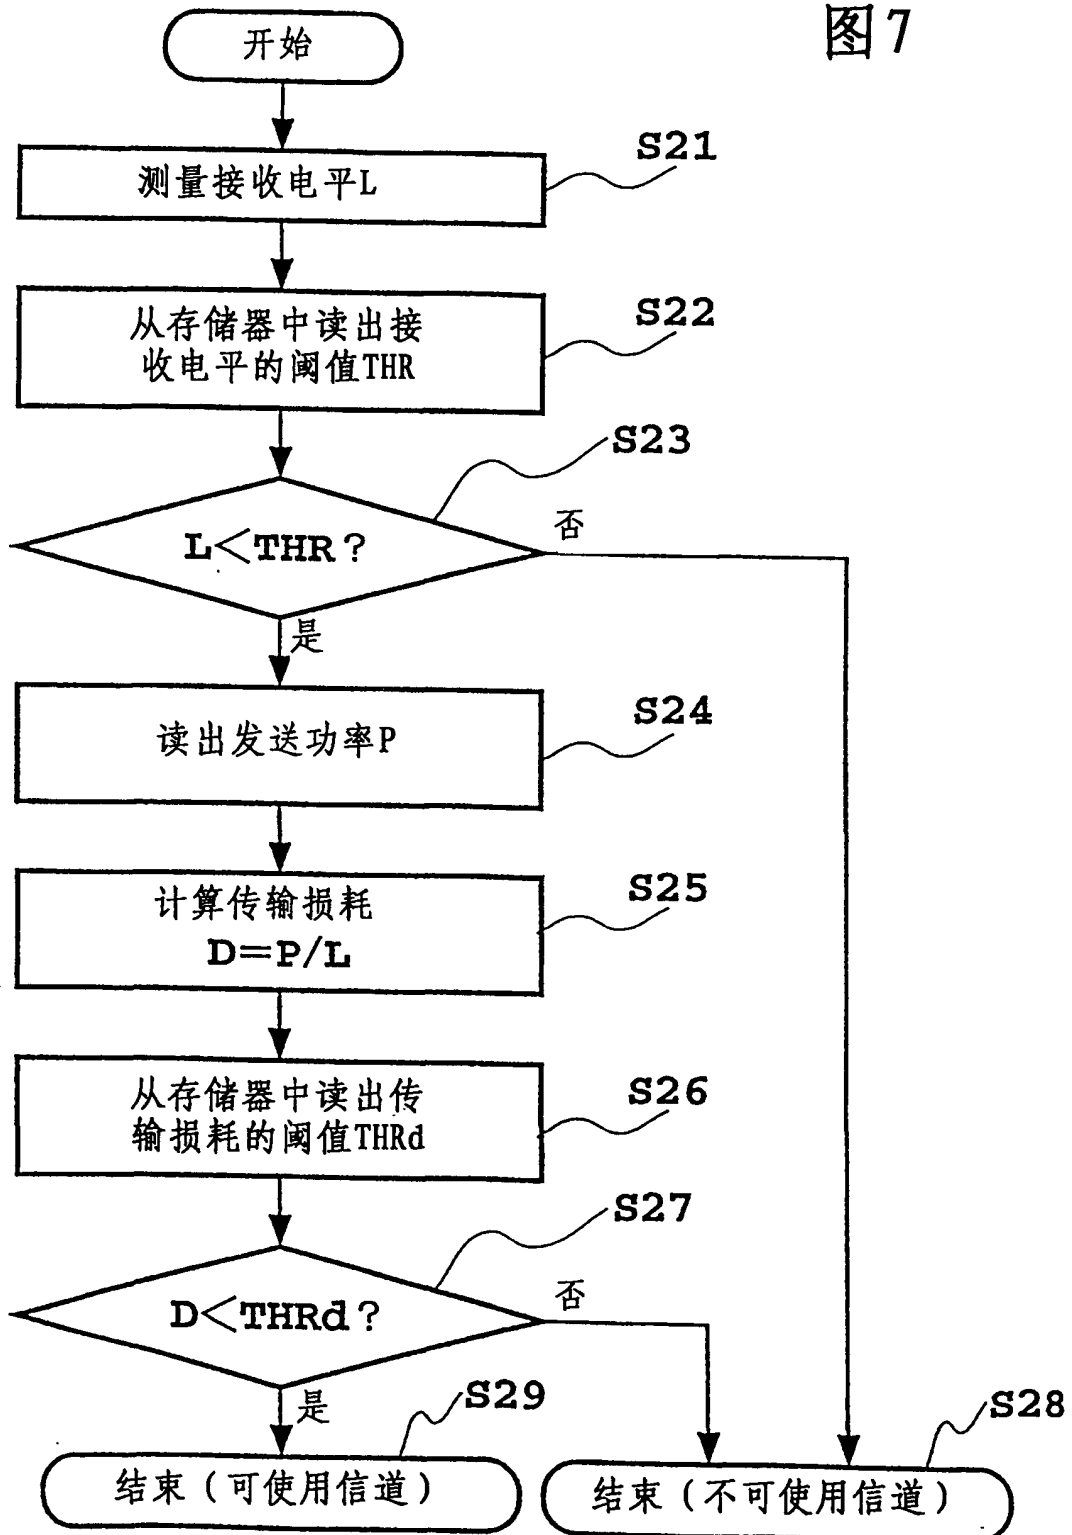 图7
开始
S21
测量接收电平L
S22
从存储器中读出接
收电平的阈值THR
S23
L<THR?
否
是
S24
读出发送功率P
S25
计算传输损耗
D=P/L
S26
从存储器中读出传
输损耗的阈值THRd
S27
D<THRd?
否
是
S29
S28
结束(可使用信道)
结束(不可使用信道)